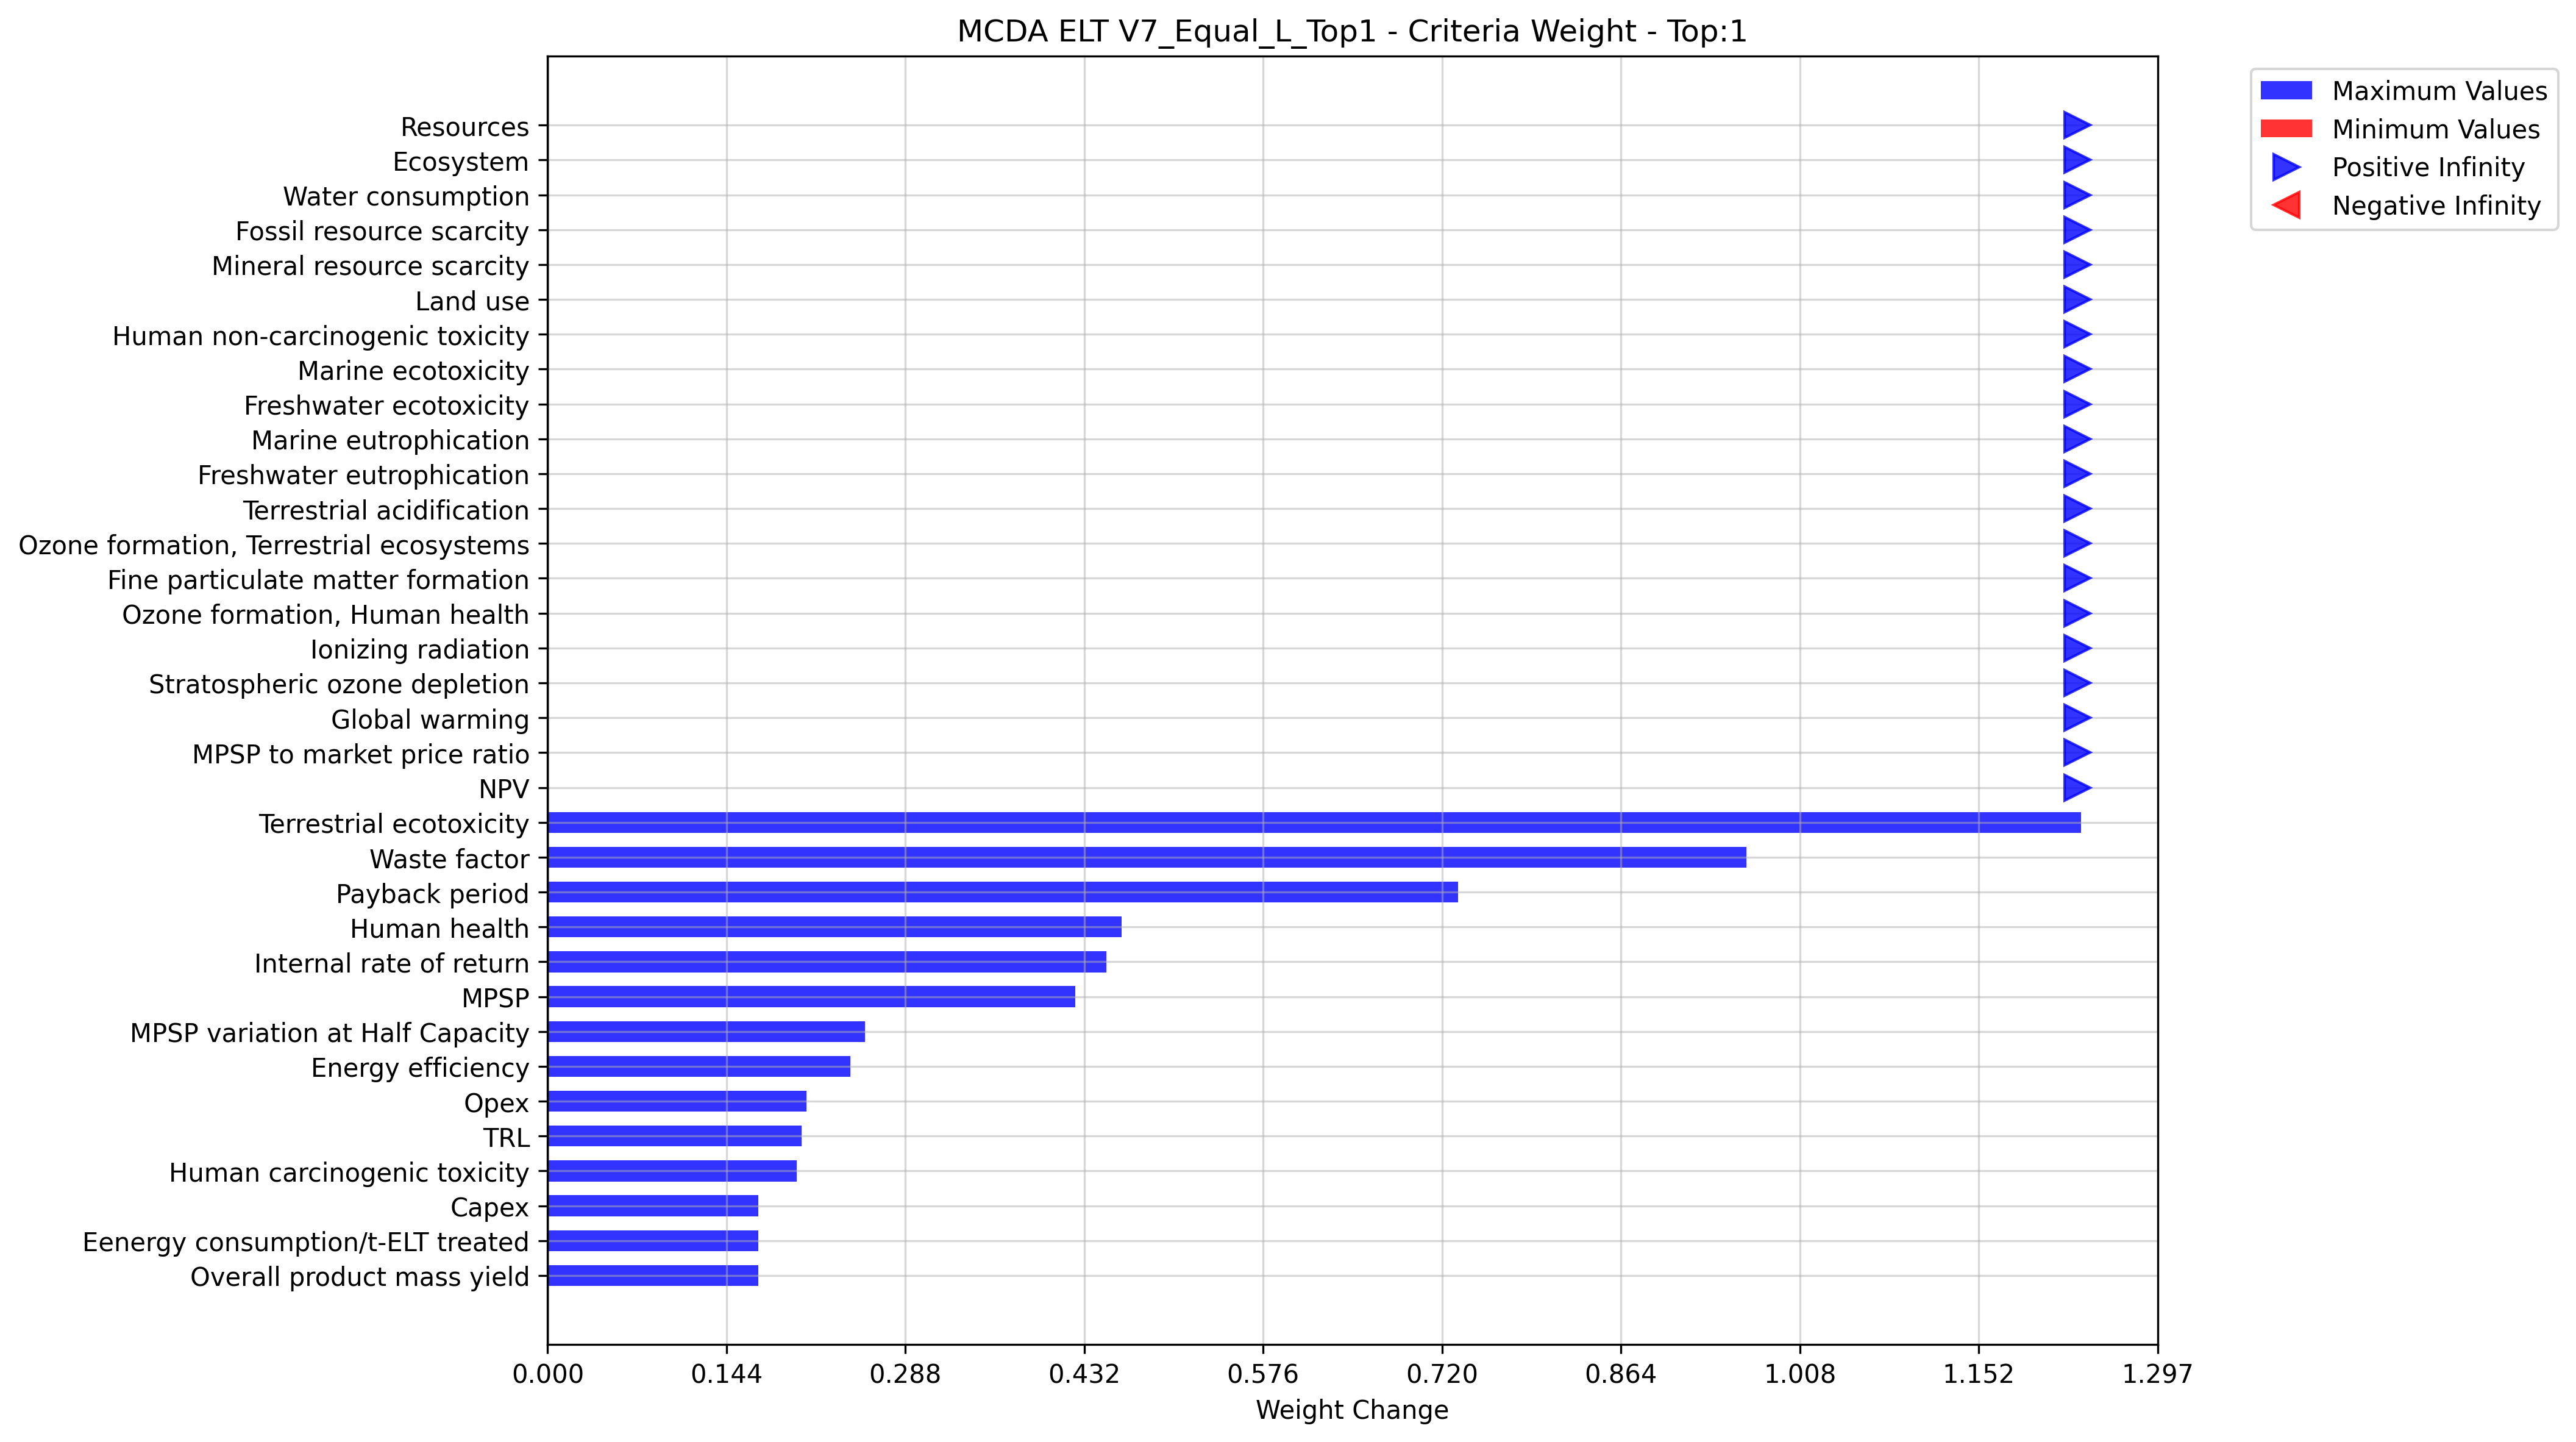 MCDA ELT V7_Equal_L_Top1 - Criteria Weight - Top:1
Maximum Values
Minimum Values
Positive Infinity
Negative Infinity
Resources
Ecosystem
Water consumption
Fossil resource scarcity
Mineral resource scarcity
Land use
Human non-carcinogenic toxicity
Marine ecotoxicity
Freshwater ecotoxicity
Marine eutrophication
Freshwater eutrophication
Terrestrial acidification
Ozone formation, Terrestrial ecosystems
Fine particulate matter formation
Ozone formation, Human health
Ionizing radiation
Stratospheric ozone depletion
Global warming
MPSP to market price ratio
NPV
Terrestrial ecotoxicity
Waste factor
Payback period
Human health
Internal rate of return
MPSP
MPSP variation at Half Capacity
Energy efficiency
Opex
TRL
Human carcinogenic toxicity
Capex
Eenergy consumption/t-ELT treated
Overall product mass yield
0.000 0.144 0.288 0.432 0.576 0.720 0.864 1.008 1.152 1.297
Weight Change